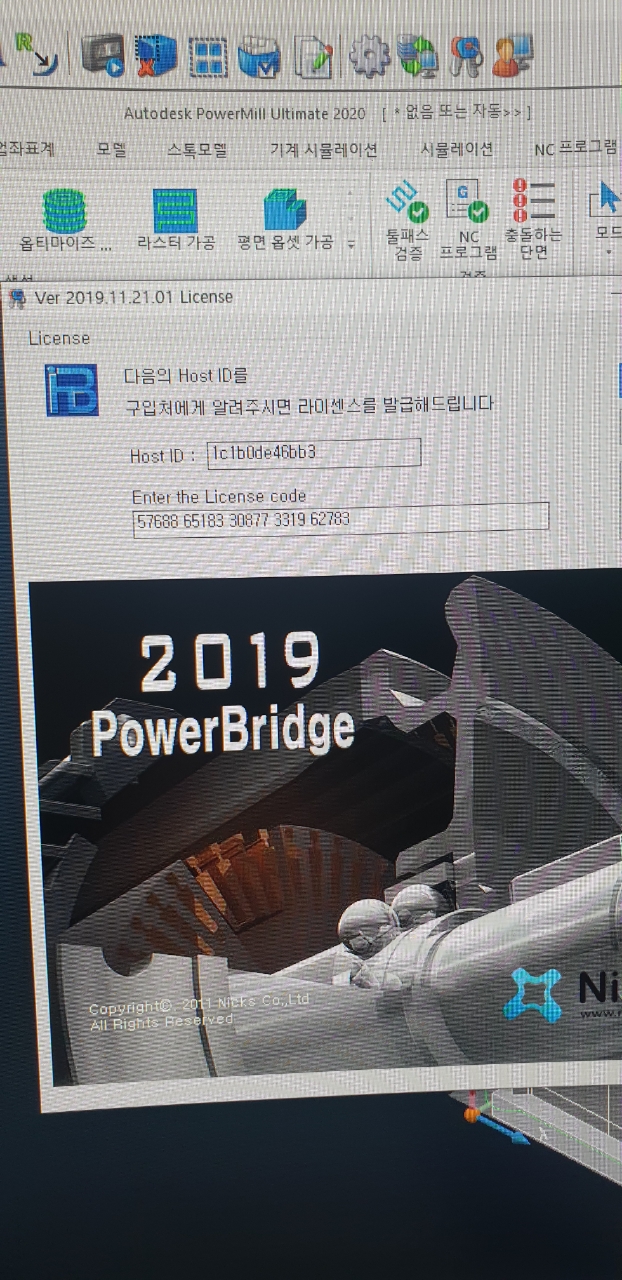 R
Autodesk PowerMill Ultimate 2020 [ * 없음 또는 자동>> ]
업좌표계 모델 스톡모델 기계 시뮬레이션 시뮬레이션 NC 프로그램
G
옵티마이즈 ... 라스터 가공 평면 옵셋 가공 툴패스 검증 NC 프로그램 충돌하는 단면 모드
검증
Ver 2019.11.21.01 License
License
다음의 Host ID를
구입처에게 알려주시면 라이센스를 발급해드립니다
Host ID : 1c1b0de46bb3
Enter the License code
57688 65183 30877 3319 62783
2019
PowerBridge
Copyright©, 2011 Nicks Co.,Ltd
All Rights Reserved
Ni
www.